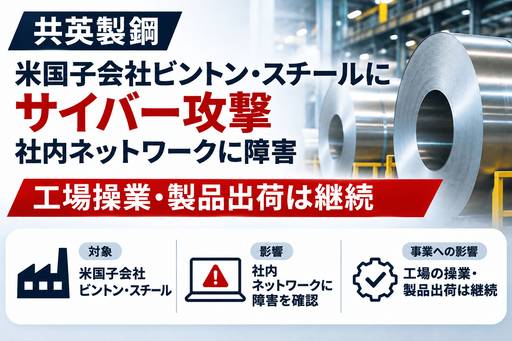 共英製鋼
米国子会社ビントン・スチールに
サイバー攻撃
社内ネットワークに障害
工場操業・製品出荷は継続
対象
米国子会社
ビントン・スチール
影響
社内
ネットワークに
障害を確認
事業への影響
工場の操業・
製品出荷は継続